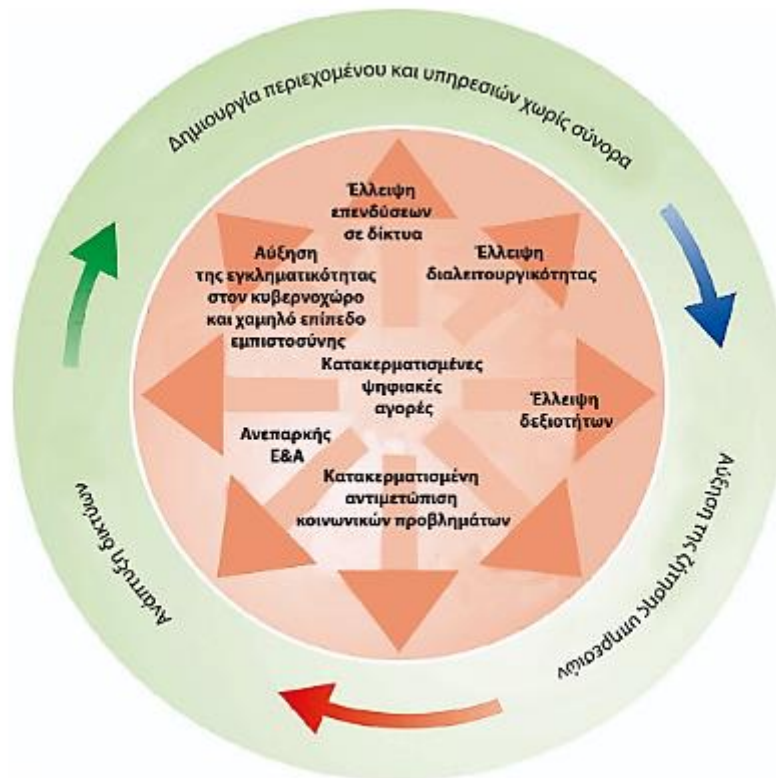 Δημιουργία περιεχομένου και υπηρεσιών χωρίς σύνορα
Έλλειψη
επενδύσεων
σε δίκτυα
Αύξηση
της εγκληματικότητας
στον κυβερνοχώρο
και χαμηλό επίπεδο
εμπιστοσύνης
Έλλειψη
διαλειτουργικότητας
Κατακερματισμένες
ψηφιακές
αγορές
Έλλειψη
δεξιοτήτων
Ανεπαρκής
Ε&Α
Κατακερματισμένη
αντιμετώπιση
κοινωνικών προβλημάτων
Αύξηση της ζήτησης υπηρεσιών
Ανάπτυξη δικτύων